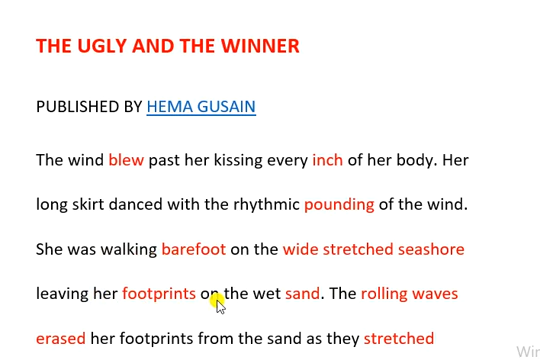 THE UGLY AND THE WINNER
PUBLISHED BY HEMA GUSAIN
The wind blew past her kissing every inch of her body. Her
long skirt danced with the rhythmic pounding of the wind.
She was walking barefoot on the wide stretched seashore
leaving her footprints on the wet sand. The rolling waves
erased her footprints from the sand as they stretched